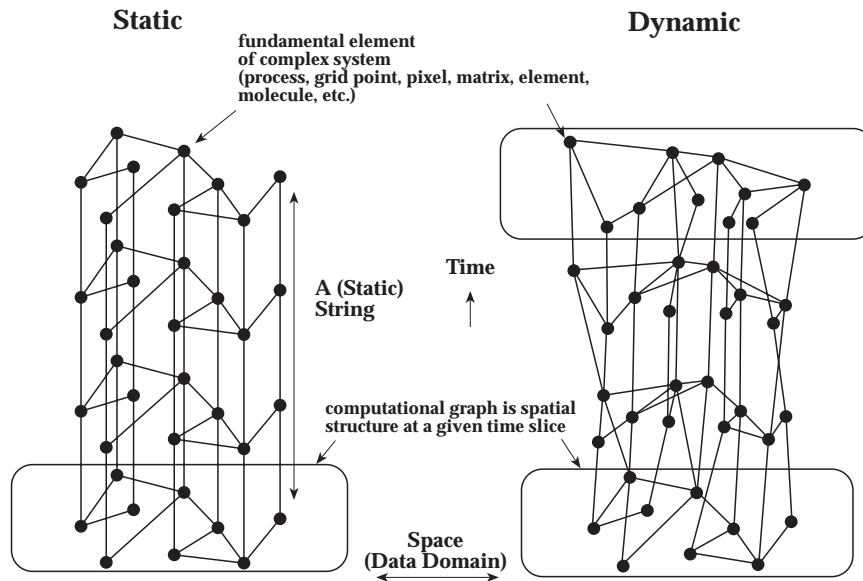 Static
Dynamic
fundamental element
of complex system
(process, grid point, pixel, matrix, element,
molecule, etc.)
A (Static)
String
Time
computational graph is spatial
structure at a given time slice
Space
(Data Domain)